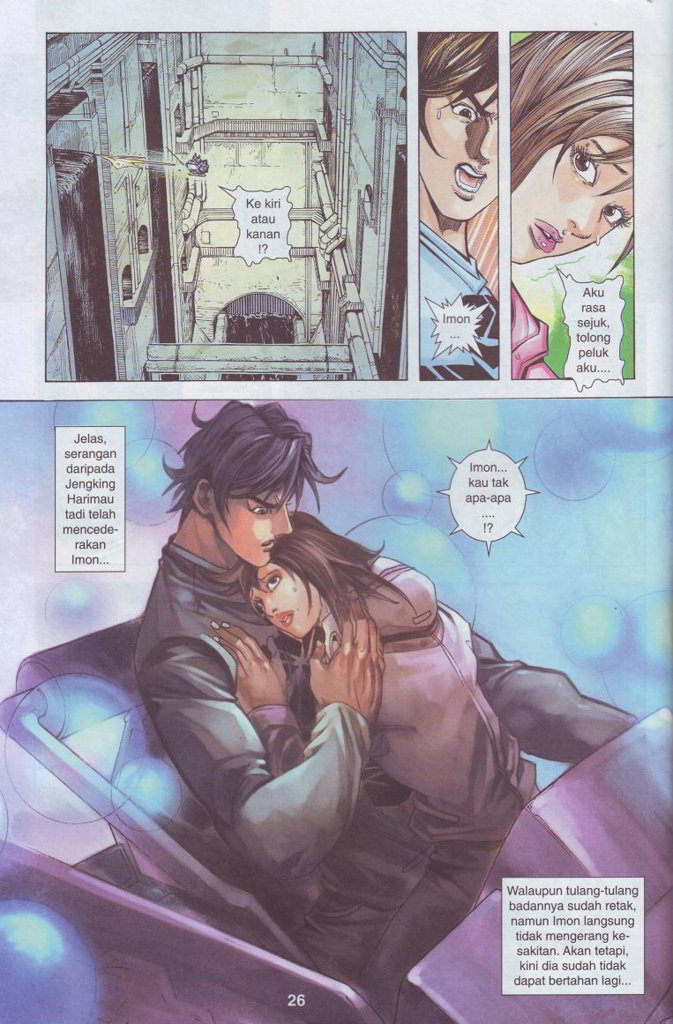 Ke kiri
atau
kanan
!?
Imon
...
Aku
rasa
sejuk,
tolong
peluk
aku....
Jelas,
serangan
daripada
Jengking
Harimau
tadi telah
mencede-
rakan
Imon...
Imon...
kau tak
apa-apa
....
!?
Walaupun tulang-tulang
badannya sudah retak,
namun Imon langsung
tidak mengerang ke-
sakitan. Akan tetapi,
kini dia sudah tidak
dapat bertahan lagi...
26